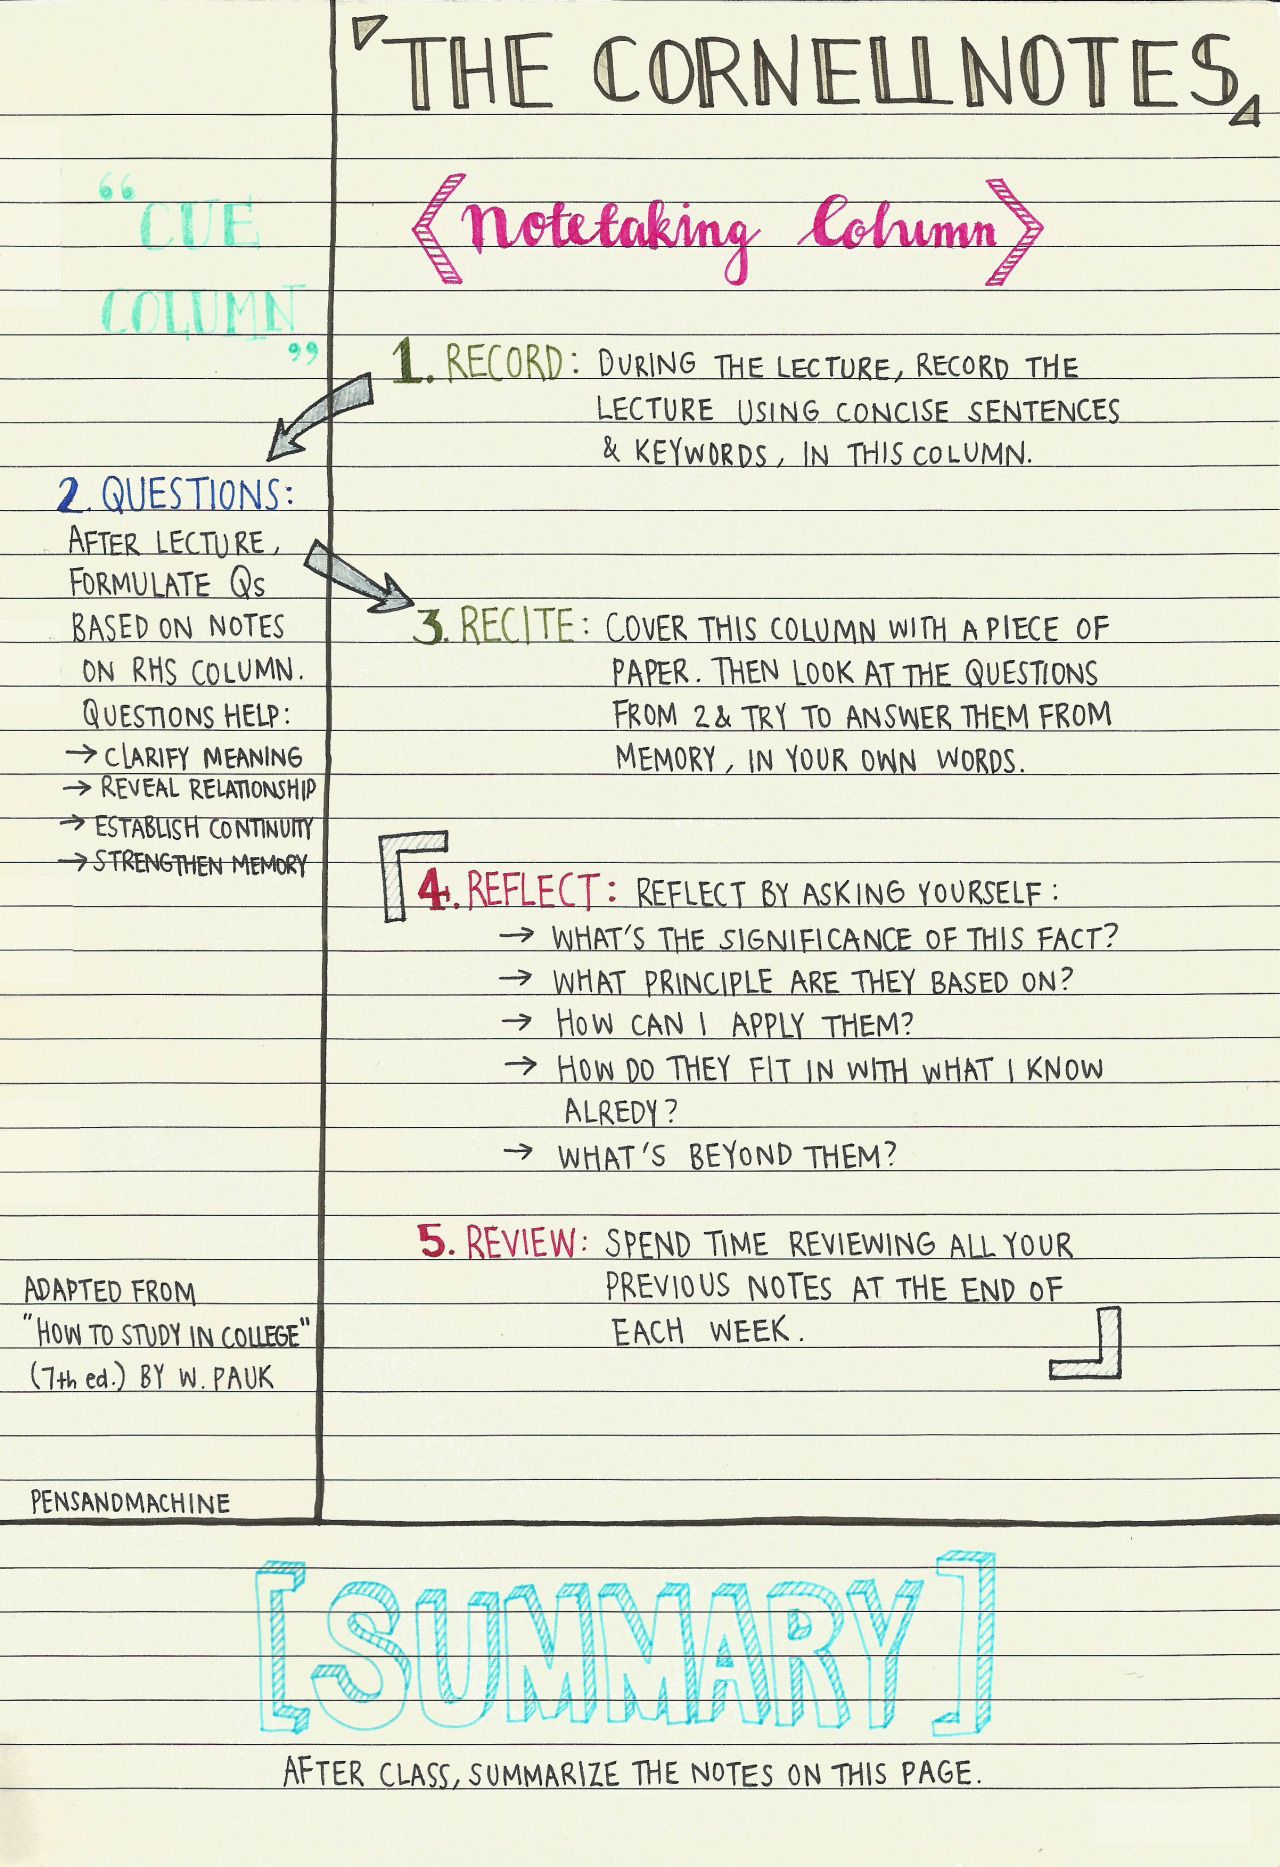 THE CORNELL NOTES
“CUE
COLUMN”
Notetaking Column
1. RECORD: DURING THE LECTURE, RECORD THE
LECTURE USING CONCISE SENTENCES
& KEYWORDS, IN THIS COLUMN.
2. QUESTIONS:
AFTER LECTURE,
FORMULATE Qs
BASED ON NOTES
ON RHS COLUMN.
QUESTIONS HELP:
→ CLARIFY MEANING
→ REVEAL RELATIONSHIP
→ ESTABLISH CONTINUITY
→ STRENGTHEN MEMORY
3. RECITE: COVER THIS COLUMN WITH A PIECE OF
PAPER. THEN LOOK AT THE QUESTIONS
FROM 2 & TRY TO ANSWER THEM FROM
MEMORY, IN YOUR OWN WORDS.
4. REFLECT: REFLECT BY ASKING YOURSELF:
→ WHAT'S THE SIGNIFICANCE OF THIS FACT?
→ WHAT PRINCIPLE ARE THEY BASED ON?
→ HOW CAN I APPLY THEM?
→ HOW DO THEY FIT IN WITH WHAT I KNOW
ALREDY?
→ WHAT'S BEYOND THEM?
5. REVIEW: SPEND TIME REVIEWING ALL YOUR
PREVIOUS NOTES AT THE END OF
EACH WEEK.
ADAPTED FROM
"HOW TO STUDY IN COLLEGE"
(7th ed.) BY W. PAUK
PENSANDMACHINE
[SUMMARY]
AFTER CLASS, SUMMARIZE THE NOTES ON THIS PAGE.